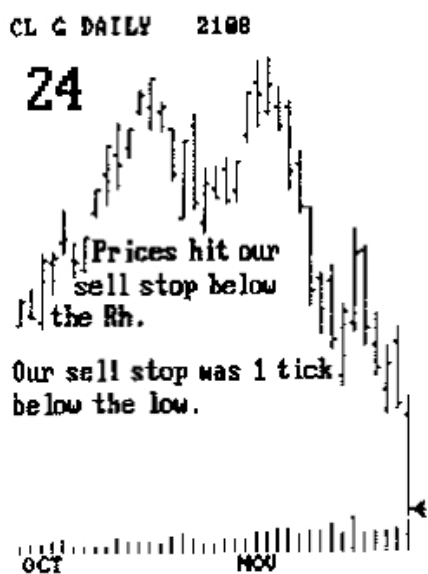 CL G DAILY 2108
24
Prices hit our
sell stop below
the Rh.
Our sell stop was 1 tick
below the low.
OCT NOV